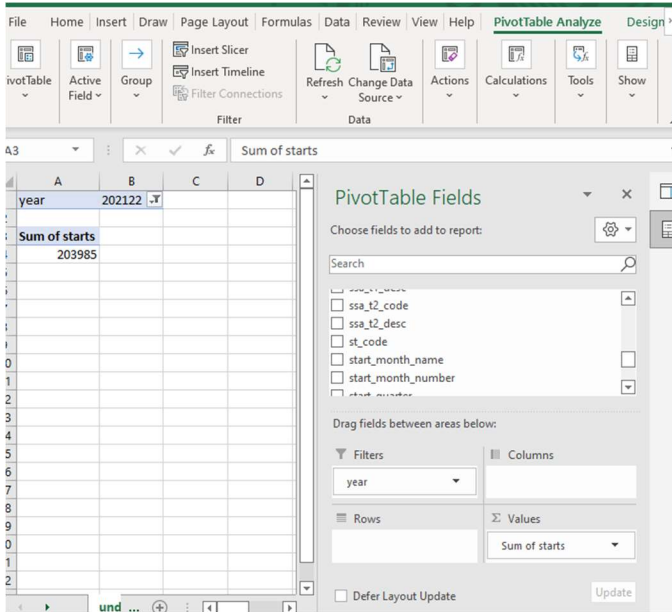 File Home Insert Draw Page Layout Formulas Data Review View Help PivotTable Analyze Design
ivotTable
Active Field
Group
Insert Slicer
Insert Timeline
Filter Connections
Filter
Refresh
Change Data Source
Data
Actions
Calculations
Tools
Show
A3 fx Sum of starts
A B C D
year 202122
Sum of starts
203985
PivotTable Fields
Choose fields to add to report:
Search
ssa_t1_desc
ssa_t2_code
ssa_t2_desc
st_code
start_month_name
start_month_number
start_quarter
Drag fields between areas below:
Filters Columns
year
Rows Σ Values
Sum of starts
Defer Layout Update Update
und ...